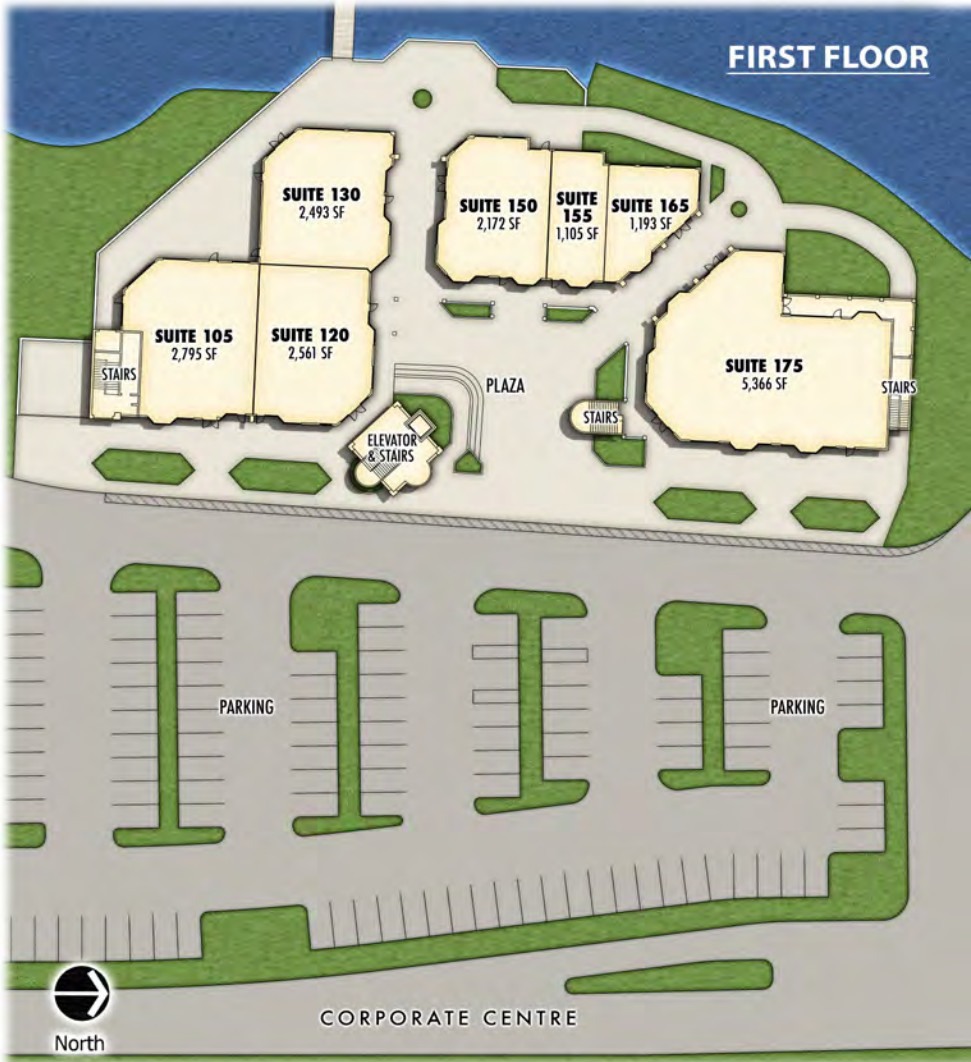 FIRST FLOOR
SUITE 130
2,493 SF
SUITE 150
2,172 SF
SUITE
155
1,105 SF
SUITE 165
1,193 SF
SUITE 105
2,795 SF
SUITE 120
2,561 SF
SUITE 175
5,366 SF
STAIRS
PLAZA
STAIRS
STAIRS
ELEVATOR
& STAIRS
PARKING
PARKING
CORPORATE CENTRE
North